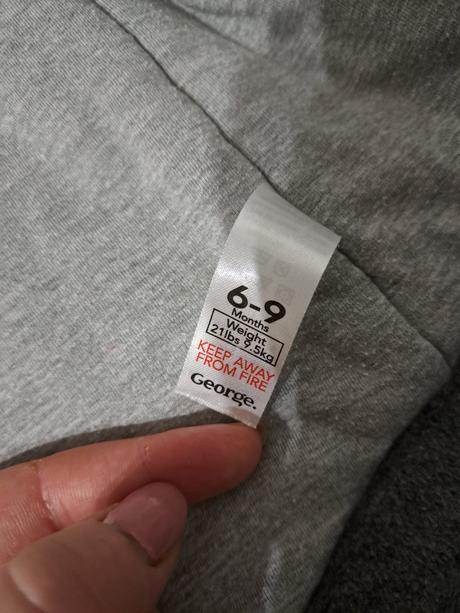 6-9
Months
Weight
21lbs 9.5kg
KEEP AWAY
FROM FIRE
George.